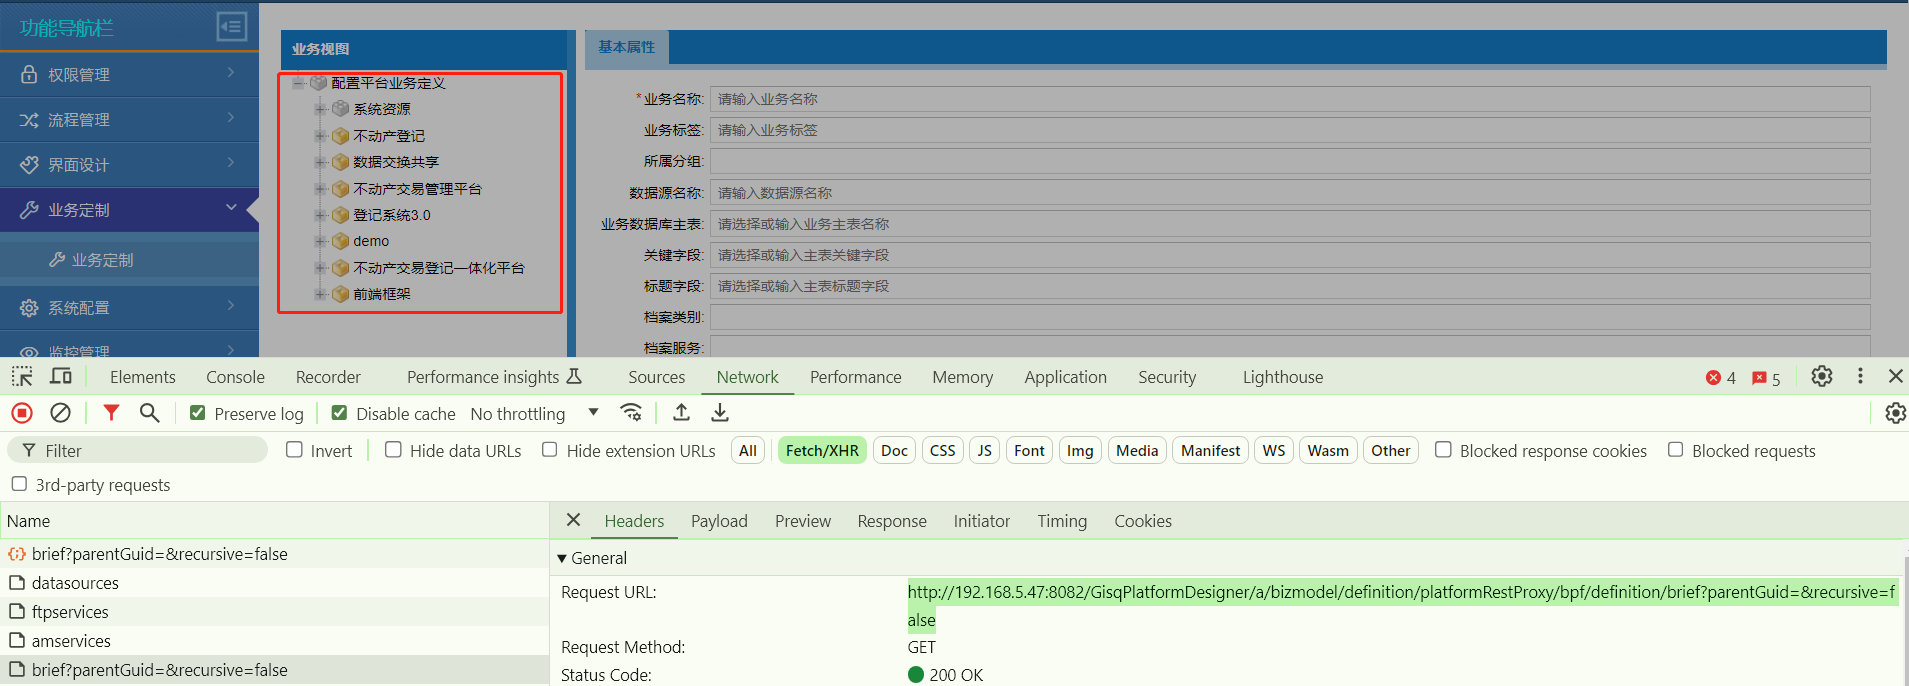 功能导航栏
权限管理
流程管理
界面设计
业务定制
业务定制
系统配置
监控管理
业务视图
配置平台业务定义
系统资源
不动产登记
数据交换共享
不动产交易管理平台
登记系统3.0
demo
不动产交易登记一体化平台
前端框架
基本属性
*业务名称: 请输入业务名称
业务标签: 请输入业务标签
所属分组:
数据源名称: 请输入数据源名称
业务数据库主表: 请选择或输入业务主表名称
关键字段: 请选择或输入主表关键字段
标题字段: 请选择或输入主表标题字段
档案类别:
档案服务:
Elements Console Recorder Performance insights Sources Network Performance Memory Application Security Lighthouse 4 5
Preserve log Disable cache No throttling
Filter Invert Hide data URLs Hide extension URLs All Fetch/XHR Doc CSS JS Font Img Media Manifest WS Wasm Other Blocked response cookies Blocked requests
3rd-party requests
Name
brief?parentGuid=&recursive=false
datasources
ftpservices
amservices
brief?parentGuid=&recursive=false
Headers Payload Preview Response Initiator Timing Cookies
General
Request URL: http://192.168.5.47:8082/GisqPlatformDesigner/a/bizmodel/definition/platformRestProxy/bpf/definition/brief?parentGuid=&recursive=f
alse
Request Method: GET
Status Code: 200 OK